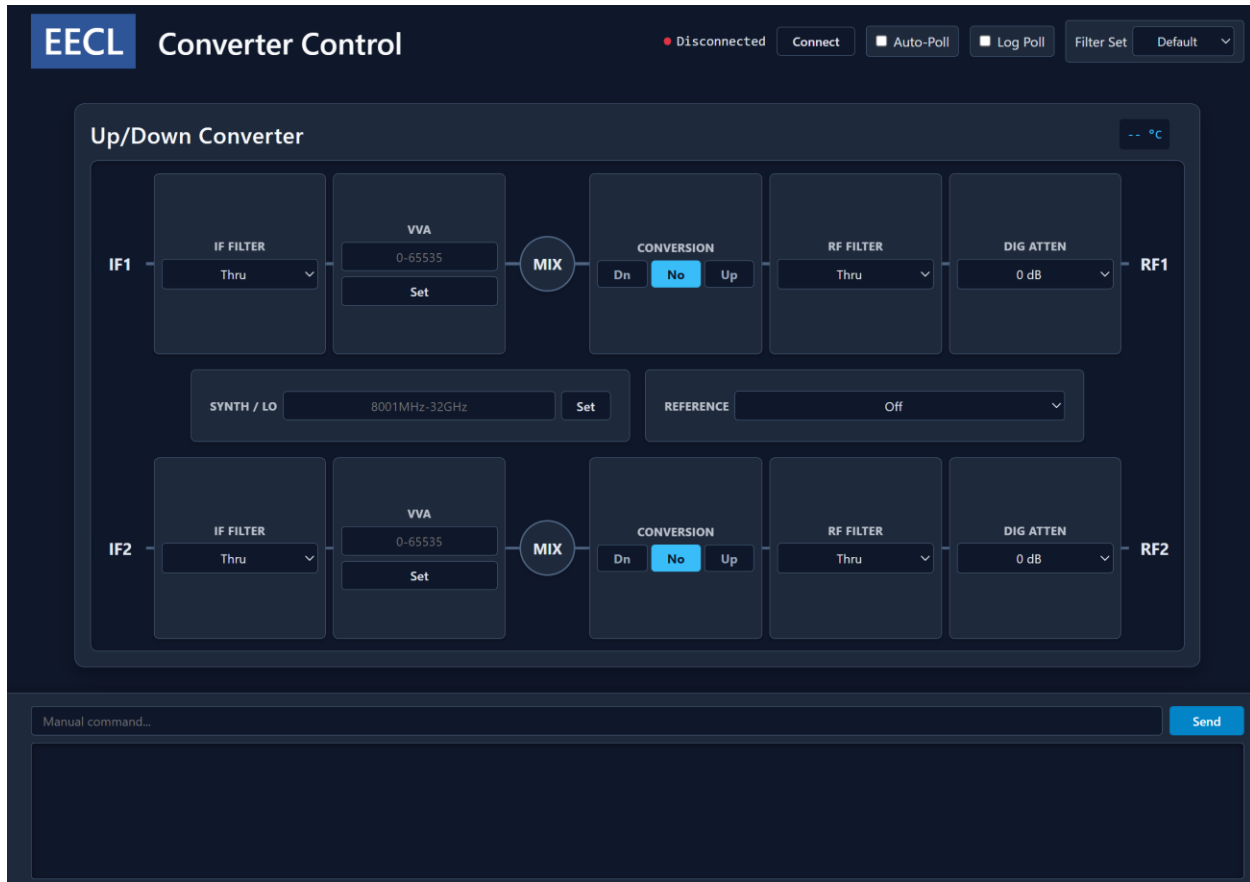 EECL Converter Control
Disconnected Connect Auto-Poll Log Poll Filter Set Default
Up/Down Converter -- °C
IF1
IF FILTER
Thru
VVA
0-65535
Set
MIX
CONVERSION
Dn No Up
RF FILTER
Thru
DIG ATTEN
0 dB
RF1
SYNTH / LO 8001MHz-32GHz Set
REFERENCE Off
IF2
IF FILTER
Thru
VVA
0-65535
Set
MIX
CONVERSION
Dn No Up
RF FILTER
Thru
DIG ATTEN
0 dB
RF2
Manual command...
Send